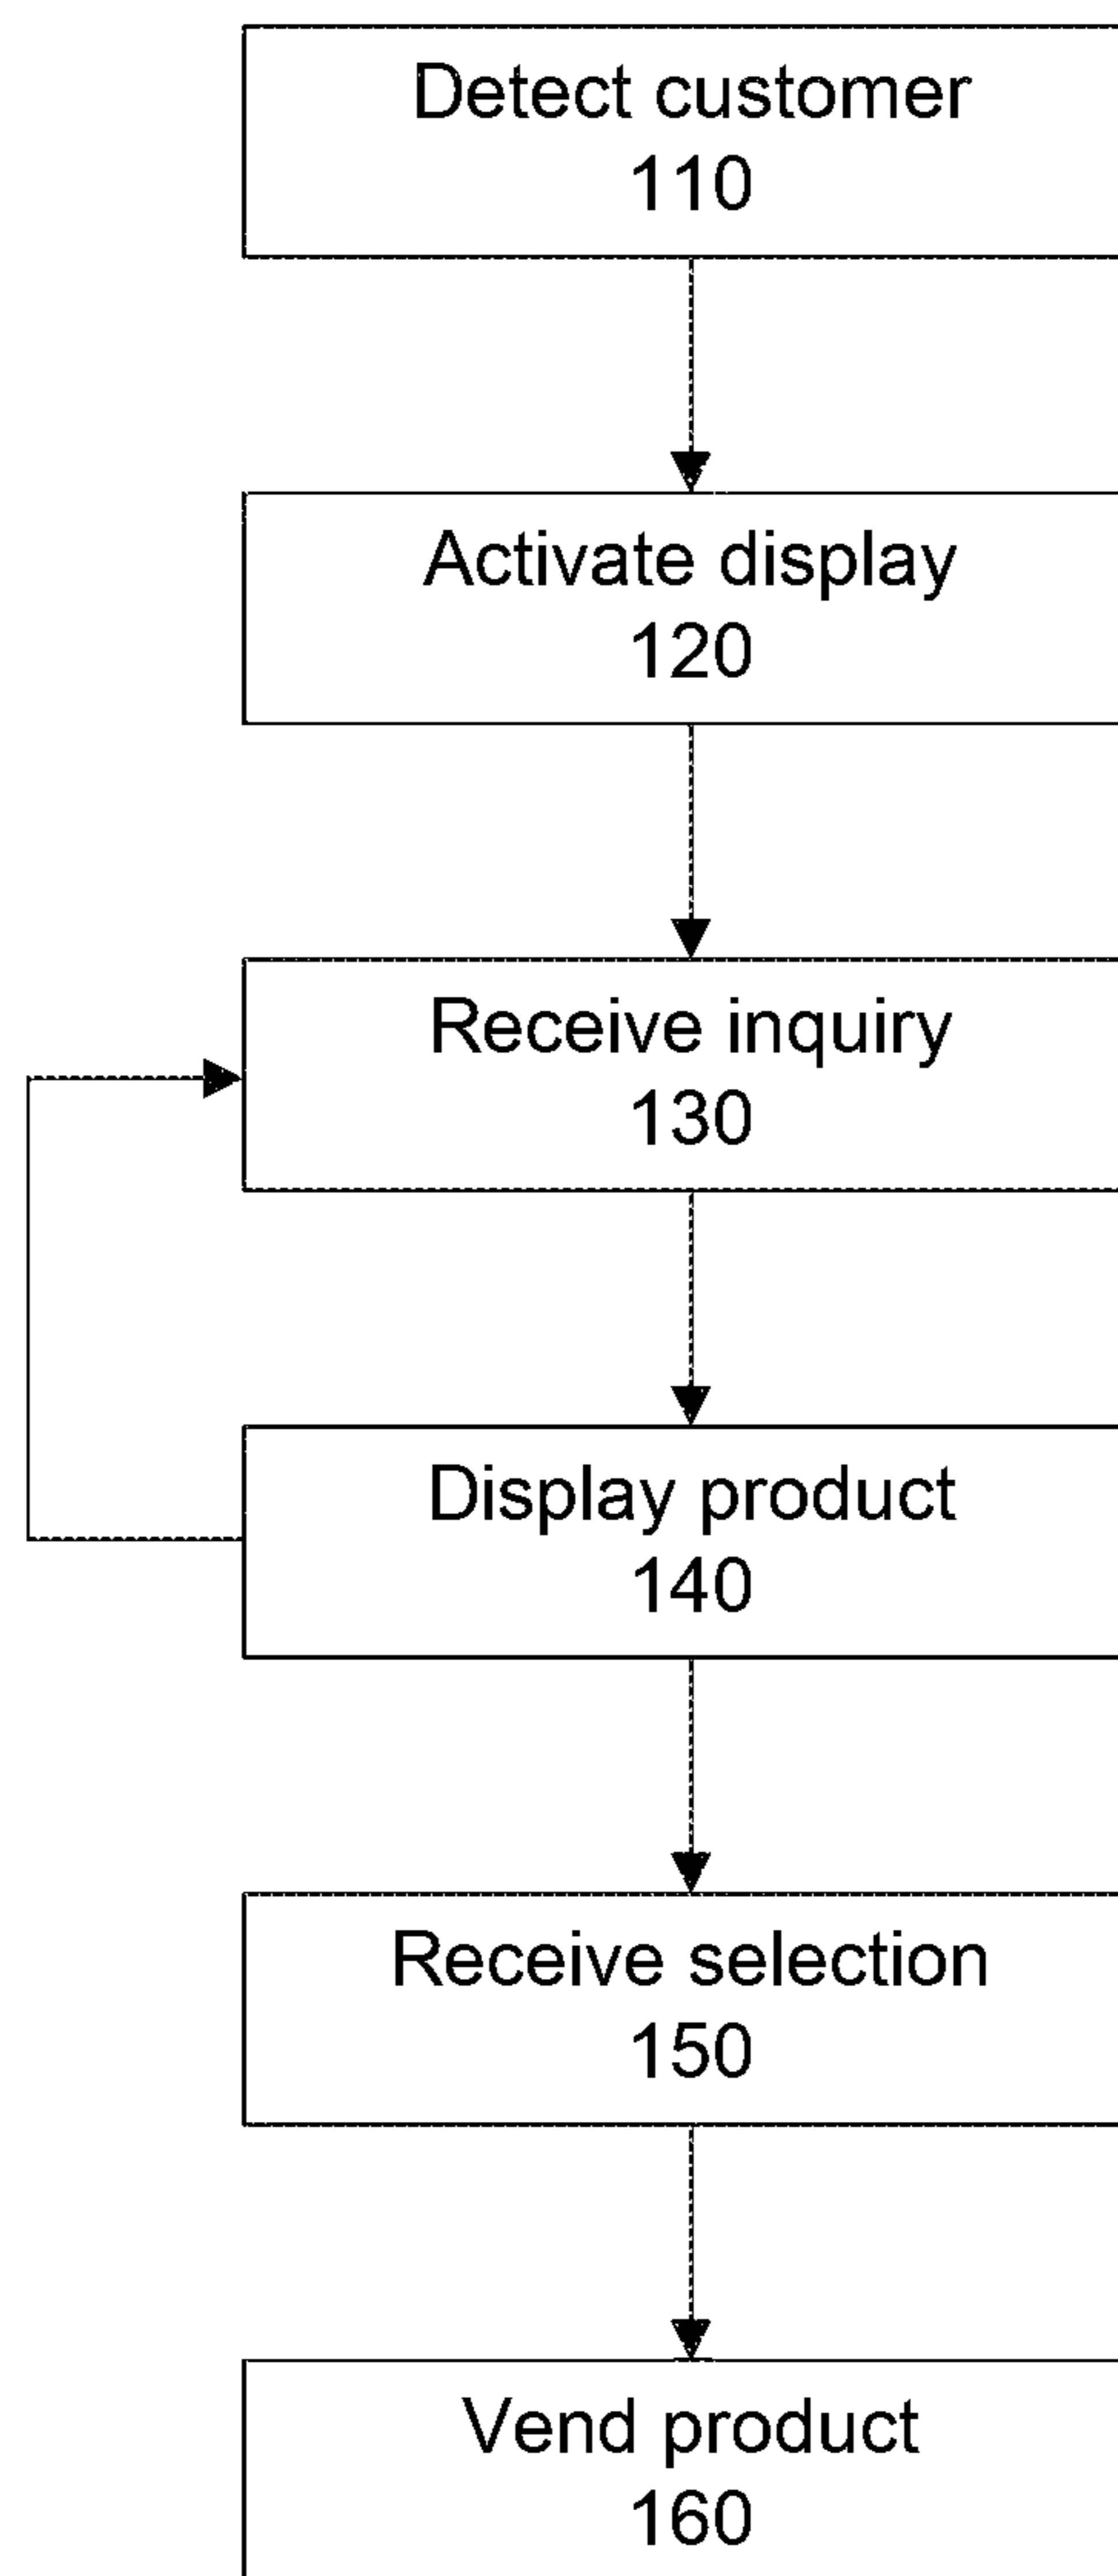 Detect customer
110
Activate display
120
Receive inquiry
130
Display product
140
Receive selection
150
Vend product
160